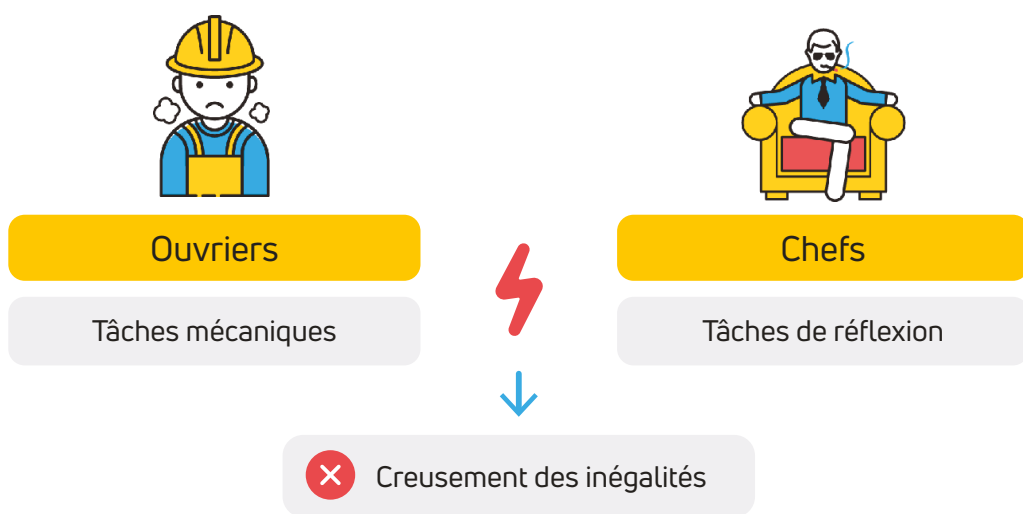 Ouvriers
Chefs
Tâches mécaniques
Tâches de réflexion
Creusement des inégalités